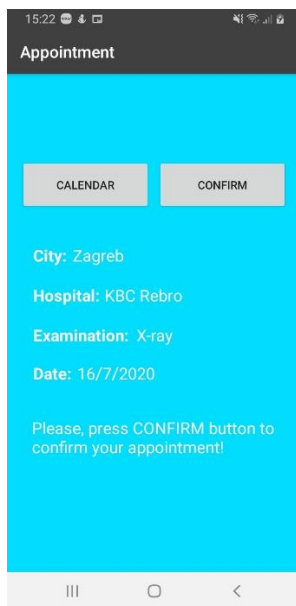 15:22
Appointment
CALENDAR CONFIRM
City: Zagreb
Hospital: KBC Rebro
Examination: X-ray
Date: 16/7/2020
Please, press CONFIRM button to
confirm your appointment!